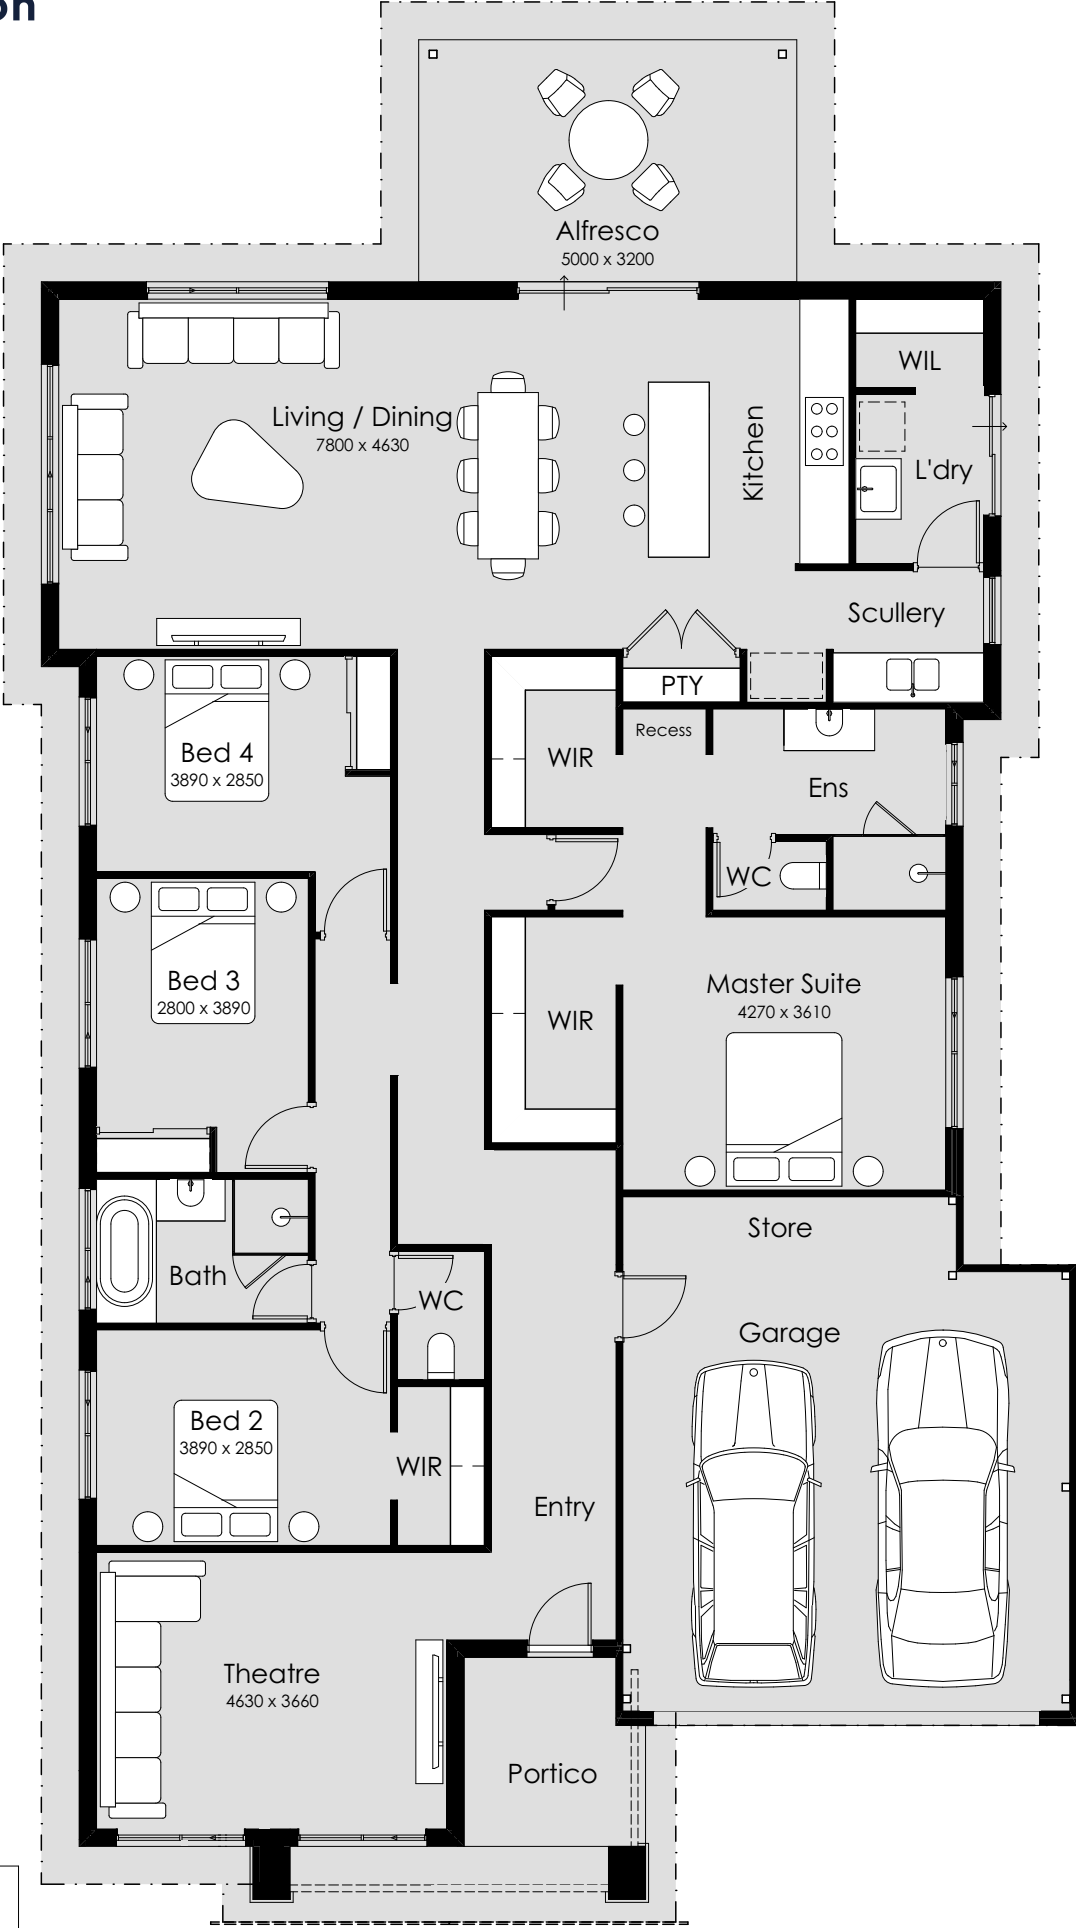 Alfresco
5000 x 3200
WIL
Living / Dining
7800 x 4630
Kitchen
L'dry
Scullery
PTY
Recess
Bed 4
3890 x 2850
WIR
Ens
WC
Bed 3
2800 x 3890
WIR
Master Suite
4270 x 3610
Store
Bath
WC
Garage
Bed 2
3890 x 2850
WIR
Entry
Theatre
4630 x 3660
Portico